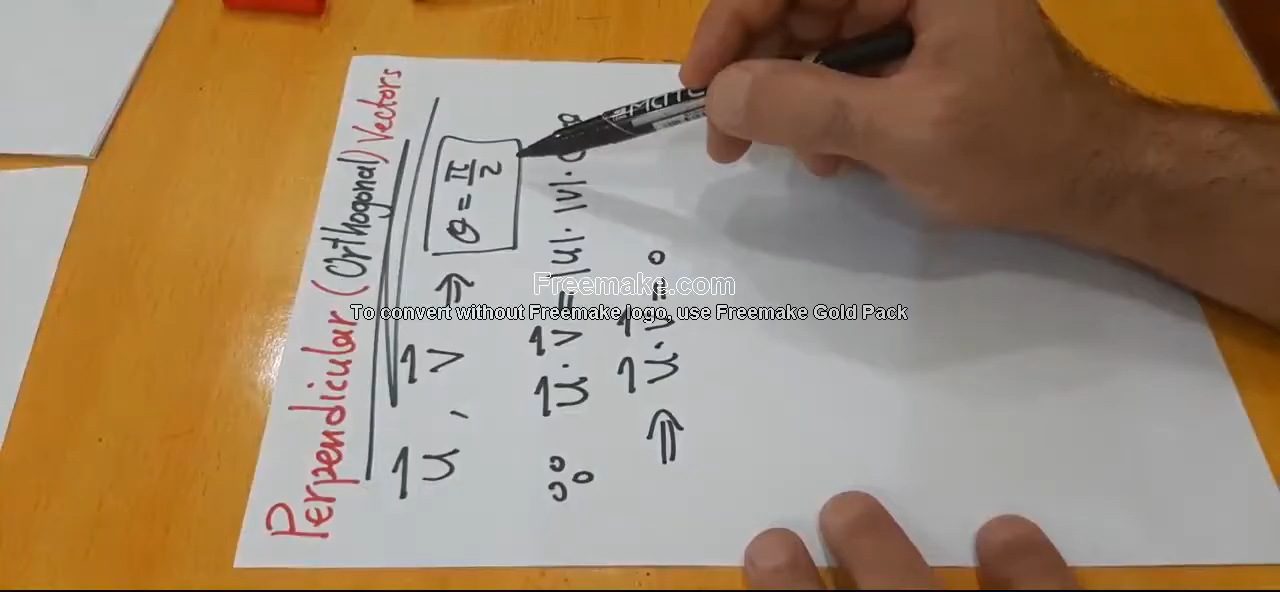 Perpendicular (Orthogonal) Vectors
u⃗ , v⃗ ⇒ θ = π/2
∵ u⃗ · v⃗ = |u| · |v| ·
⇒ u⃗ · v⃗ = 0
Freemake.com
To convert without Freemake logo, use Freemake Gold Pack